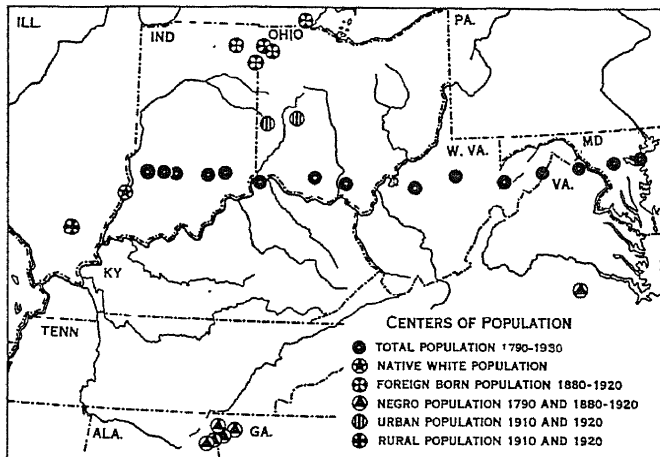 ILL.
IND
OHIO
PA.
W. VA.
MD
VA.
KY
TENN
ALA.
GA.
CENTERS OF POPULATION
TOTAL POPULATION 1790-1930
NATIVE WHITE POPULATION
FOREIGN BORN POPULATION 1880-1920
NEGRO POPULATION 1790 AND 1880-1920
URBAN POPULATION 1910 AND 1920
RURAL POPULATION 1910 AND 1920